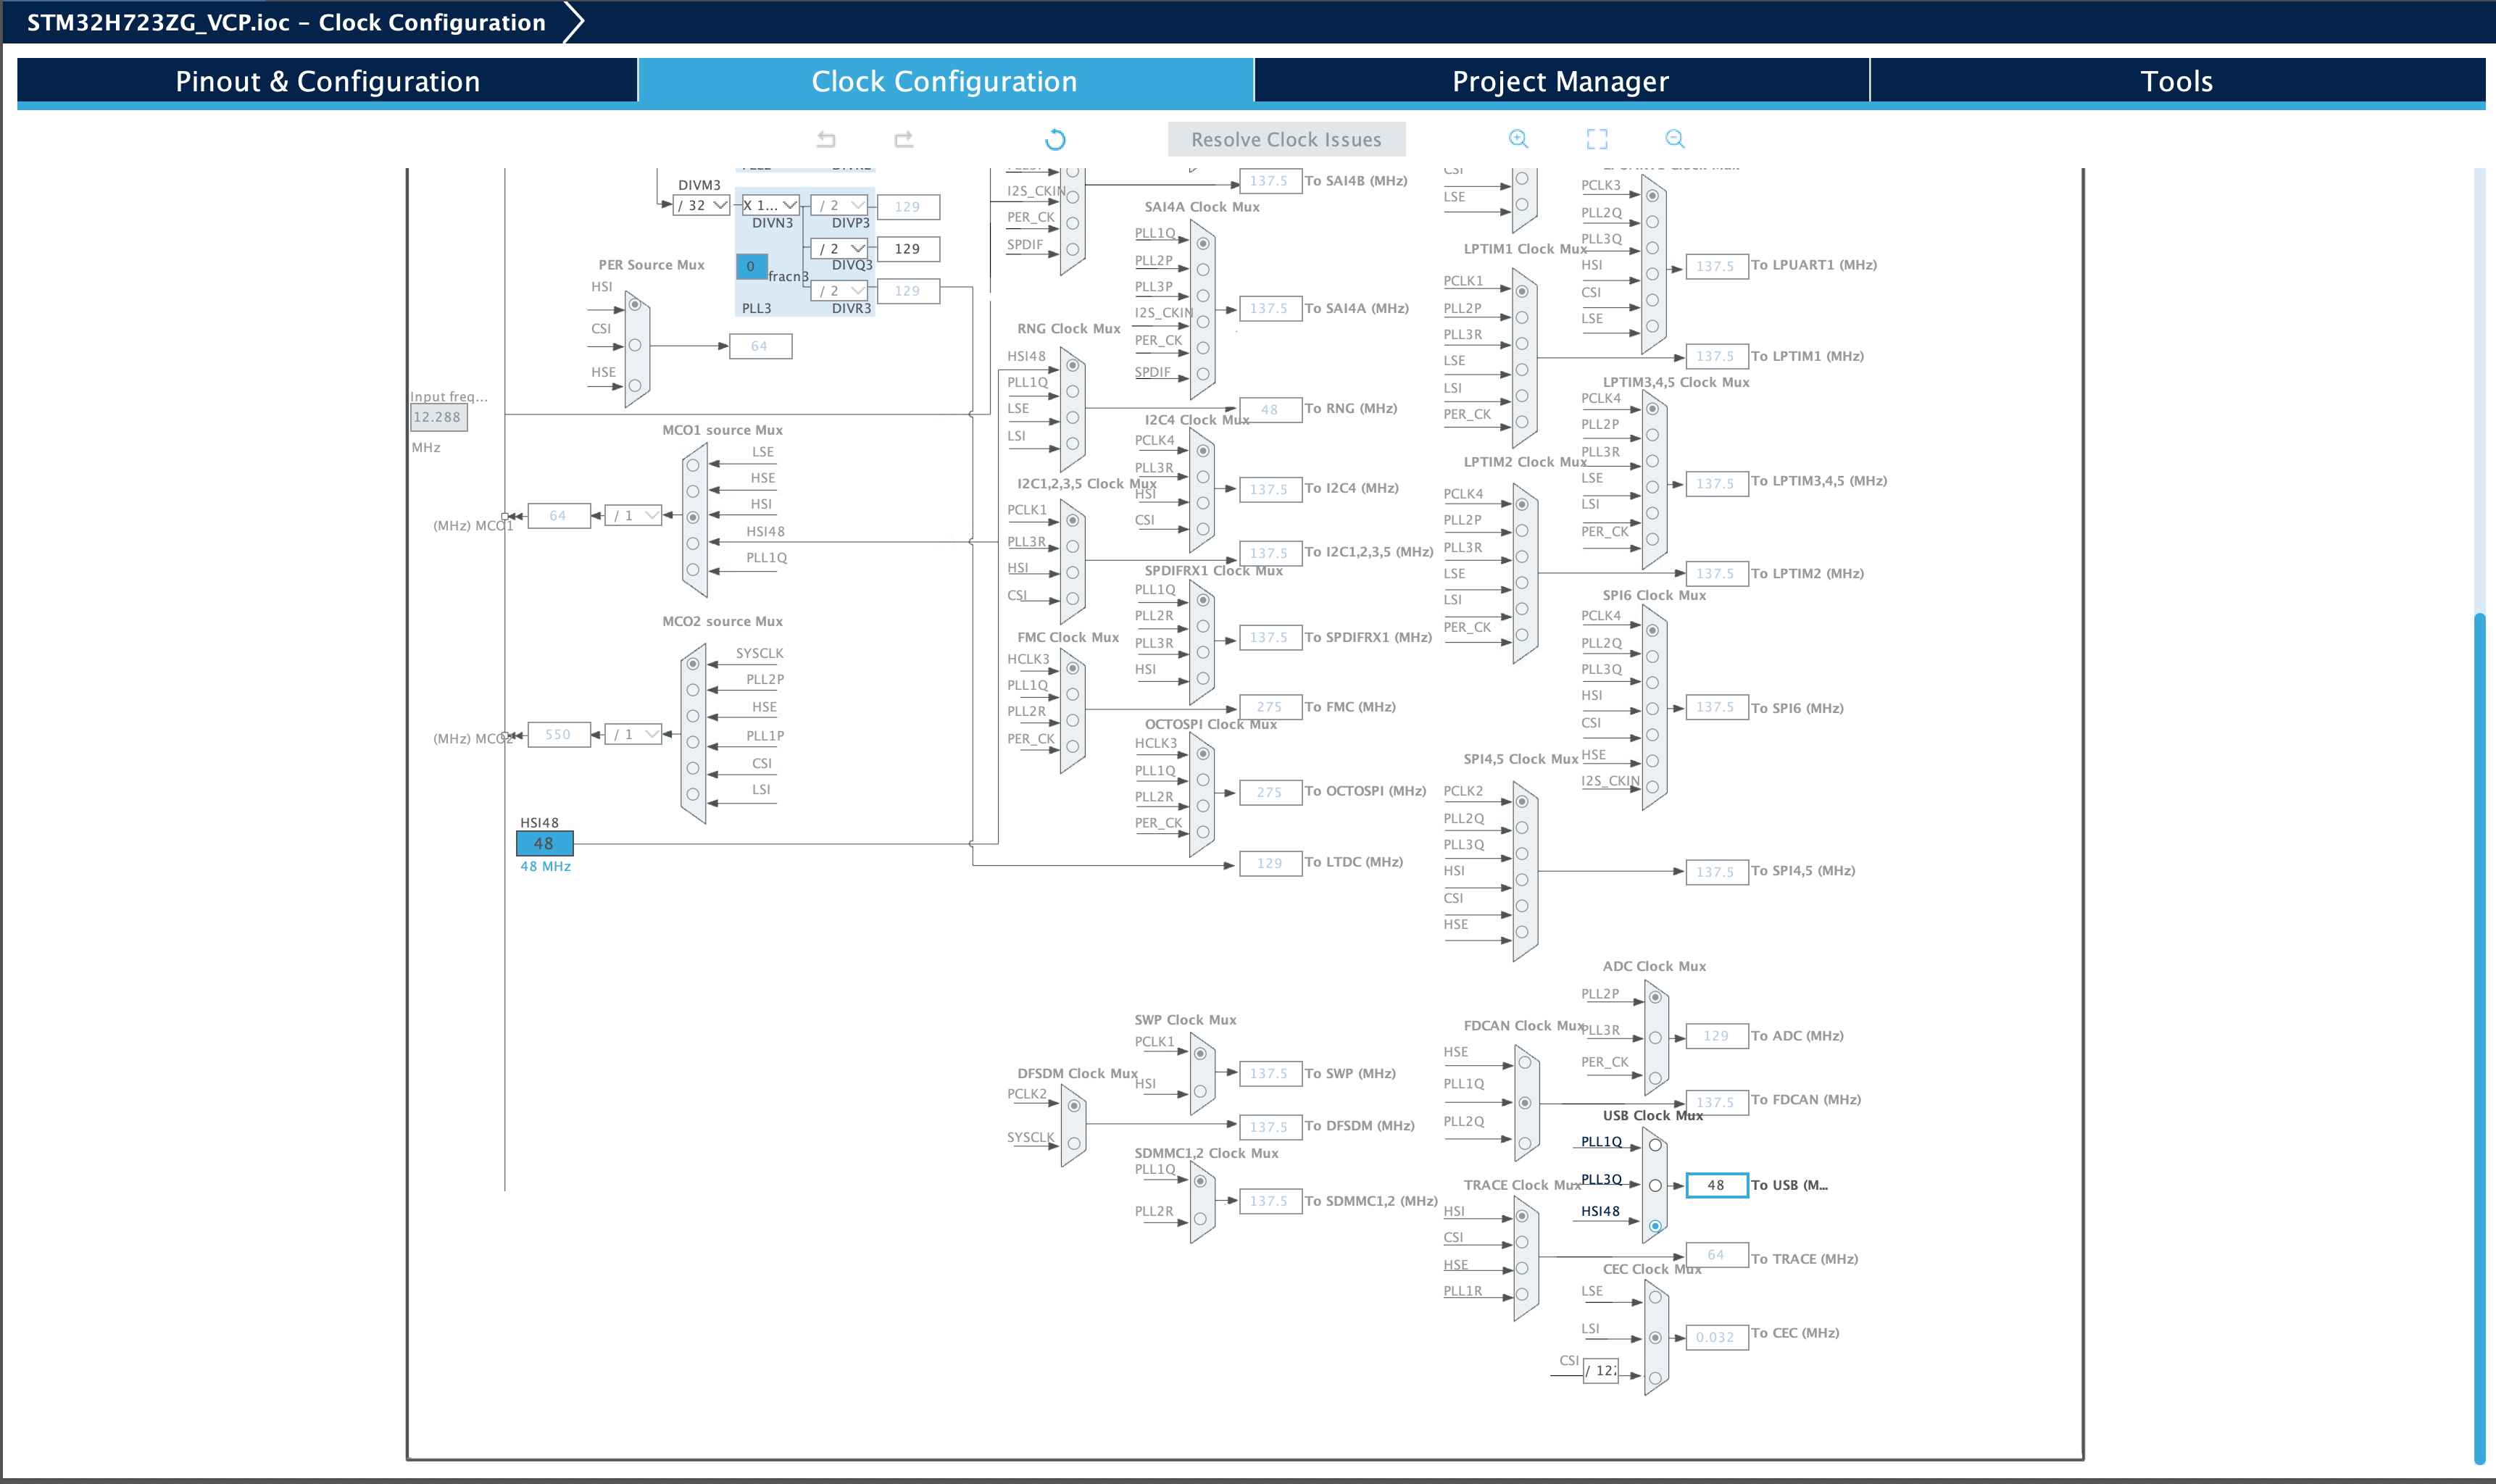 STM32H723ZG_VCP.ioc – Clock Configuration
Pinout & Configuration
Clock Configuration
Project Manager
Tools
Resolve Clock Issues
DIVM3
/ 32
X 1...
DIVN3
/ 2
DIVP3
129
/ 2
DIVQ3
129
0
fracn3
/ 2
DIVR3
129
PLL3
PER Source Mux
HSI
CSI
HSE
64
Input freq...
12.288
MHz
MCO1 source Mux
LSE
HSE
HSI
HSI48
PLL1Q
(MHz) MCO1
64
/ 1
MCO2 source Mux
SYSCLK
PLL2P
HSE
PLL1P
CSI
LSI
(MHz) MCO2
550
/ 1
HSI48
48
48 MHz
I2S_CKIN
PER_CK
SPDIF
137.5
To SAI4B (MHz)
SAI4A Clock Mux
PLL1Q
PLL2P
PLL3P
I2S_CKIN
PER_CK
SPDIF
137.5
To SAI4A (MHz)
RNG Clock Mux
HSI48
PLL1Q
LSE
LSI
48
To RNG (MHz)
I2C4 Clock Mux
PCLK4
PLL3R
HSI
CSI
137.5
To I2C4 (MHz)
I2C1,2,3,5 Clock Mux
PCLK1
PLL3R
HSI
CSI
137.5
To I2C1,2,3,5 (MHz)
SPDIFRX1 Clock Mux
PLL1Q
PLL2R
PLL3R
HSI
137.5
To SPDIFRX1 (MHz)
FMC Clock Mux
HCLK3
PLL1Q
PLL2R
PER_CK
275
To FMC (MHz)
OCTOSPI Clock Mux
HCLK3
PLL1Q
PLL2R
PER_CK
275
To OCTOSPI (MHz)
129
To LTDC (MHz)
SWP Clock Mux
PCLK1
HSI
137.5
To SWP (MHz)
DFSDM Clock Mux
PCLK2
SYSCLK
137.5
To DFSDM (MHz)
SDMMC1,2 Clock Mux
PLL1Q
PLL2R
137.5
To SDMMC1,2 (MHz)
CSI
LSE
LPTIM1 Clock Mux
PCLK1
PLL2P
PLL3R
LSE
LSI
PER_CK
137.5
To LPTIM1 (MHz)
PCLK3
PLL2Q
PLL3Q
HSI
CSI
LSE
137.5
To LPUART1 (MHz)
LPTIM3,4,5 Clock Mux
PCLK4
PLL2P
PLL3R
LSE
LSI
PER_CK
137.5
To LPTIM3,4,5 (MHz)
LPTIM2 Clock Mux
PCLK4
PLL2P
PLL3R
LSE
LSI
PER_CK
137.5
To LPTIM2 (MHz)
SPI6 Clock Mux
PCLK4
PLL2Q
PLL3Q
HSI
CSI
HSE
I2S_CKIN
137.5
To SPI6 (MHz)
SPI4,5 Clock Mux
PCLK2
PLL2Q
PLL3Q
HSI
CSI
HSE
137.5
To SPI4,5 (MHz)
ADC Clock Mux
PLL2P
PLL3R
PER_CK
129
To ADC (MHz)
FDCAN Clock Mux
HSE
PLL1Q
PLL2Q
137.5
To FDCAN (MHz)
USB Clock Mux
PLL1Q
PLL3Q
HSI48
48
To USB (M...
TRACE Clock Mux
HSI
CSI
HSE
PLL1R
64
To TRACE (MHz)
CEC Clock Mux
LSE
LSI
CSI
/ 12
0.032
To CEC (MHz)